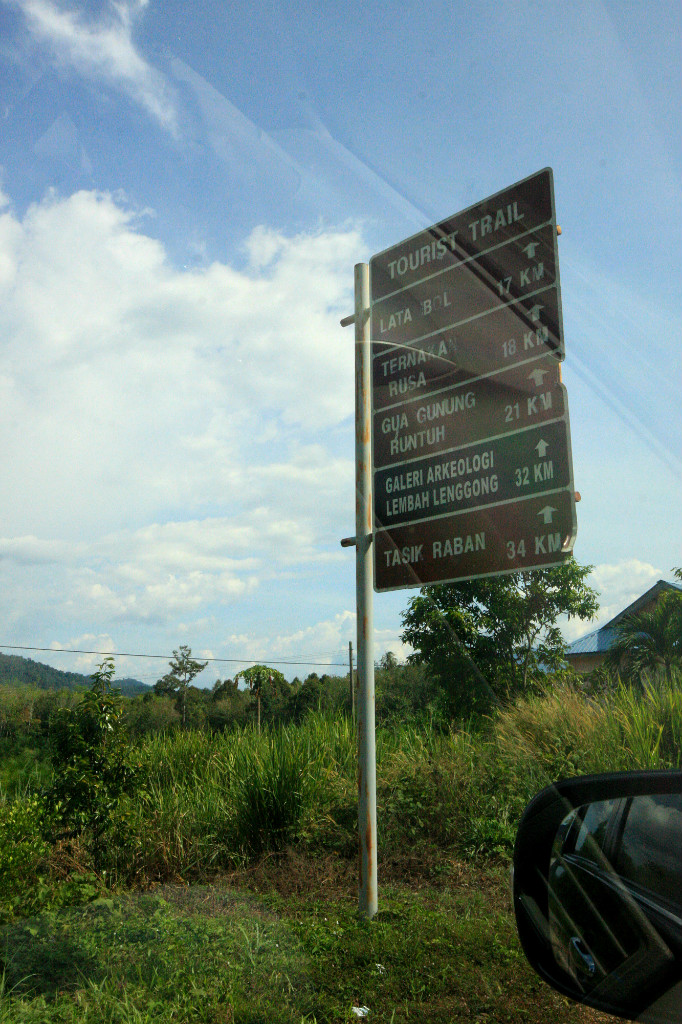 TOURIST TRAIL
LATA BOL 17 KM
TERNAKAN
RUSA 18 KM
GUA GUNUNG
RUNTUH 21 KM
GALERI ARKEOLOGI
LEMBAH LENGGONG 32 KM
TASIK RABAN 34 KM